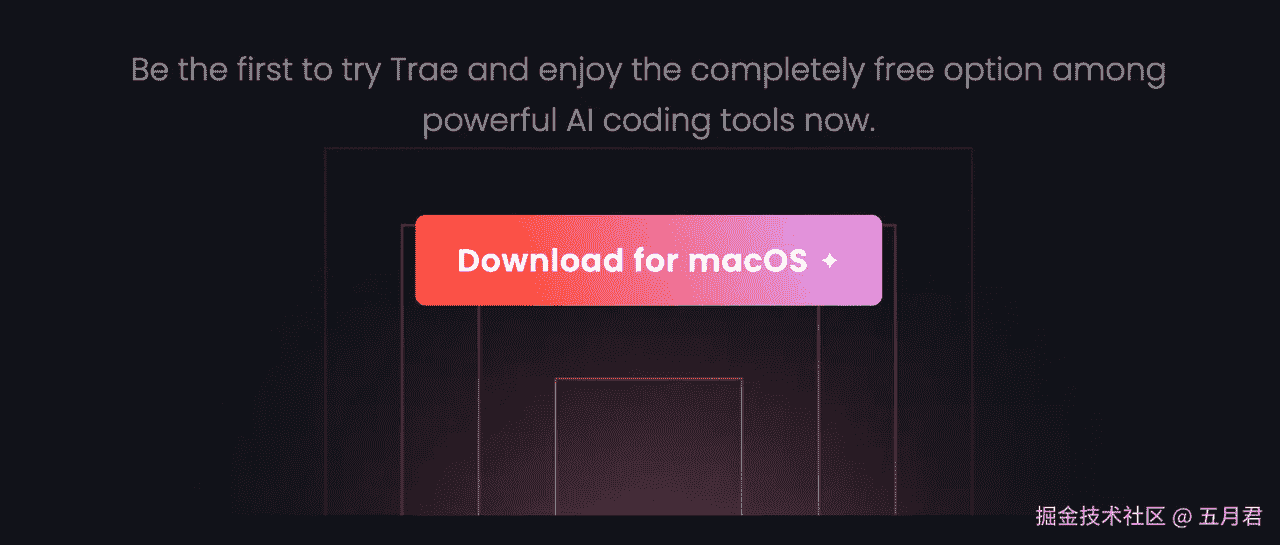 Be the first to try Trae and enjoy the completely free option among
powerful AI coding tools now.
Download for macOS
掘金技术社区 @ 五月君